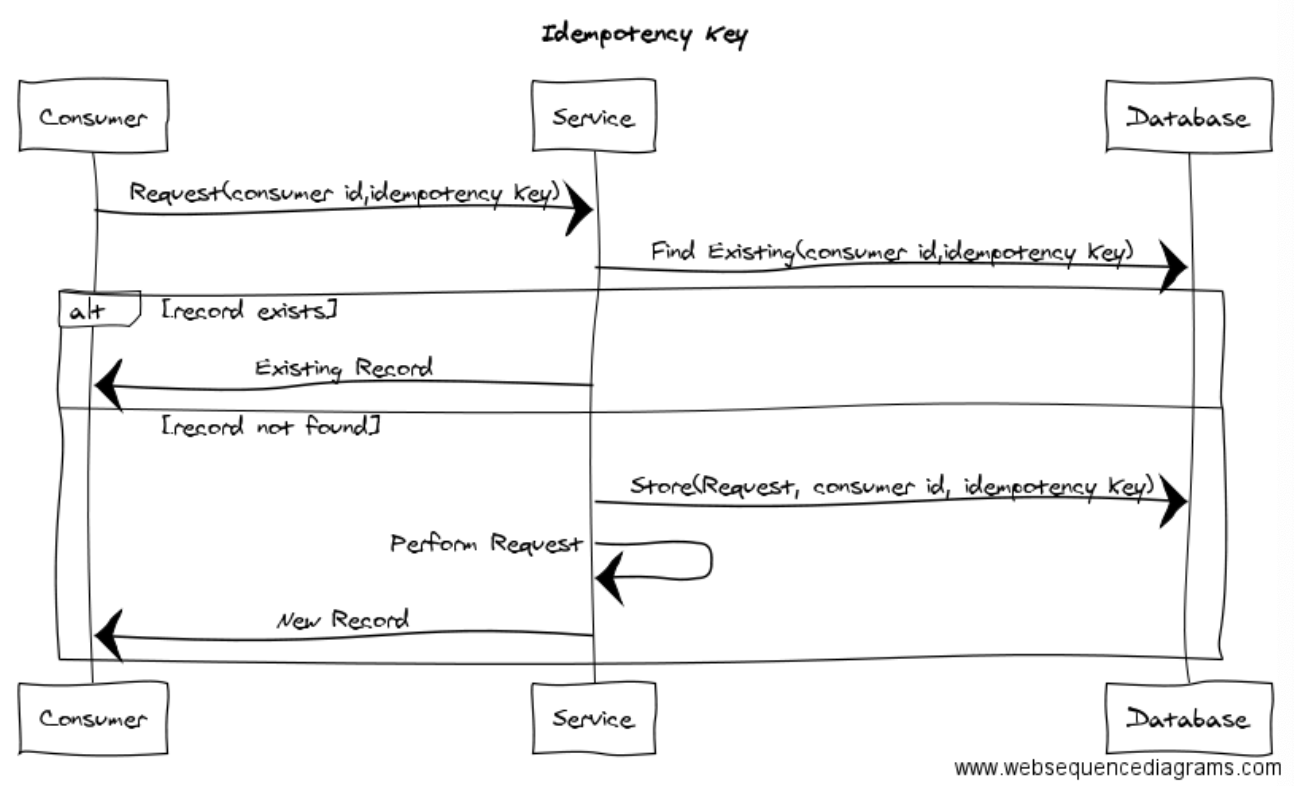 Idempotency Key
Consumer
Service
Database
Request(consumer id,idempotency key)
Find Existing(consumer id,idempotency key)
alt
[record exists]
Existing Record
[record not found]
Store(Request, consumer id, idempotency key)
Perform Request
New Record
Consumer
Service
Database
www.websequencediagrams.com